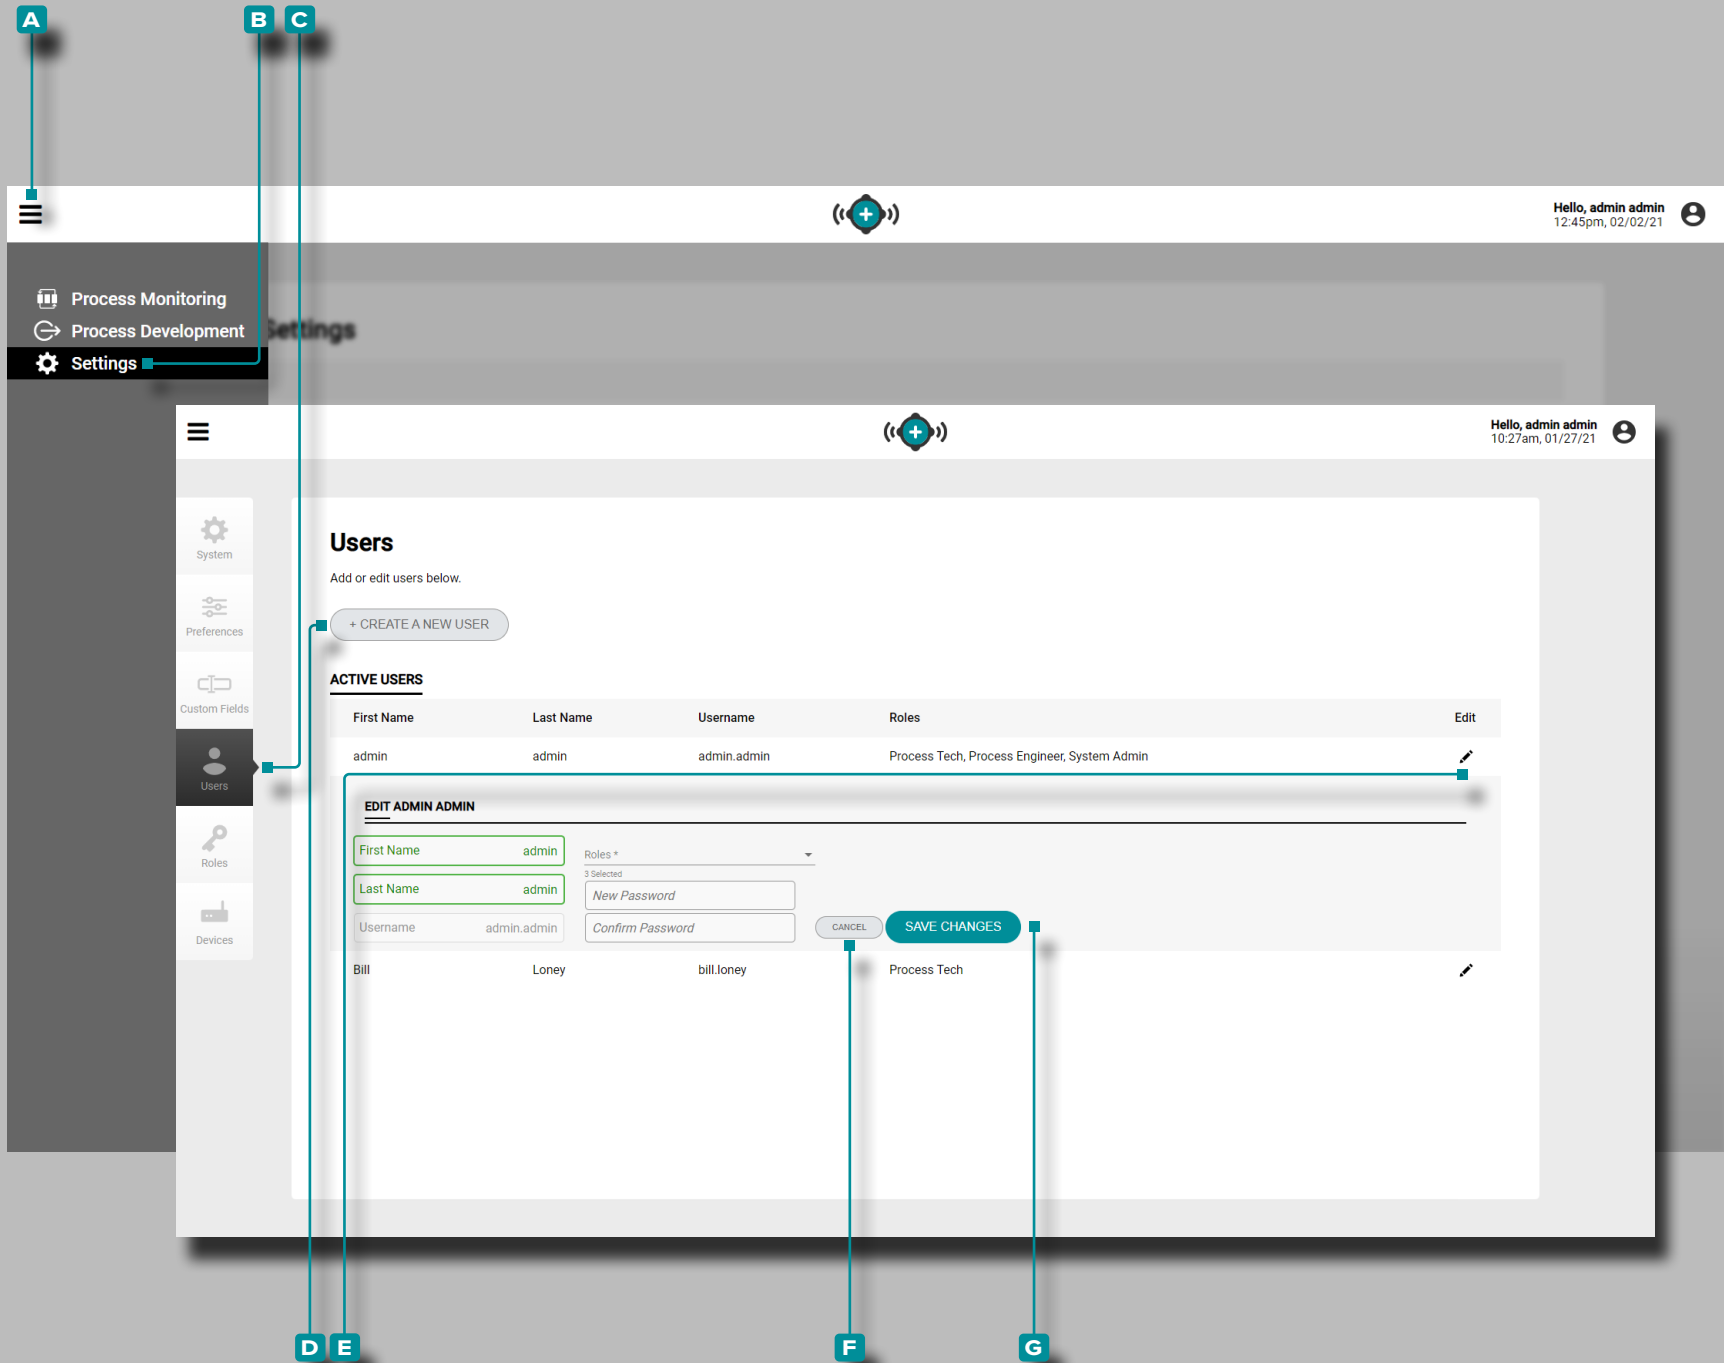 A B C
Hello, admin admin
12:45pm, 02/02/21
Process Monitoring
Process Development
Settings
Settings
Hello, admin admin
10:27am, 01/27/21
System
Preferences
Custom Fields
Users
Roles
Devices
Users
Add or edit users below.
+ CREATE A NEW USER
ACTIVE USERS
First Name Last Name Username Roles Edit
admin admin admin.admin Process Tech, Process Engineer, System Admin
EDIT ADMIN ADMIN
First Name admin
Last Name admin
Username admin.admin
Roles *
3 Selected
New Password
Confirm Password
CANCEL
SAVE CHANGES
Bill Loney bill.loney Process Tech
D E F G